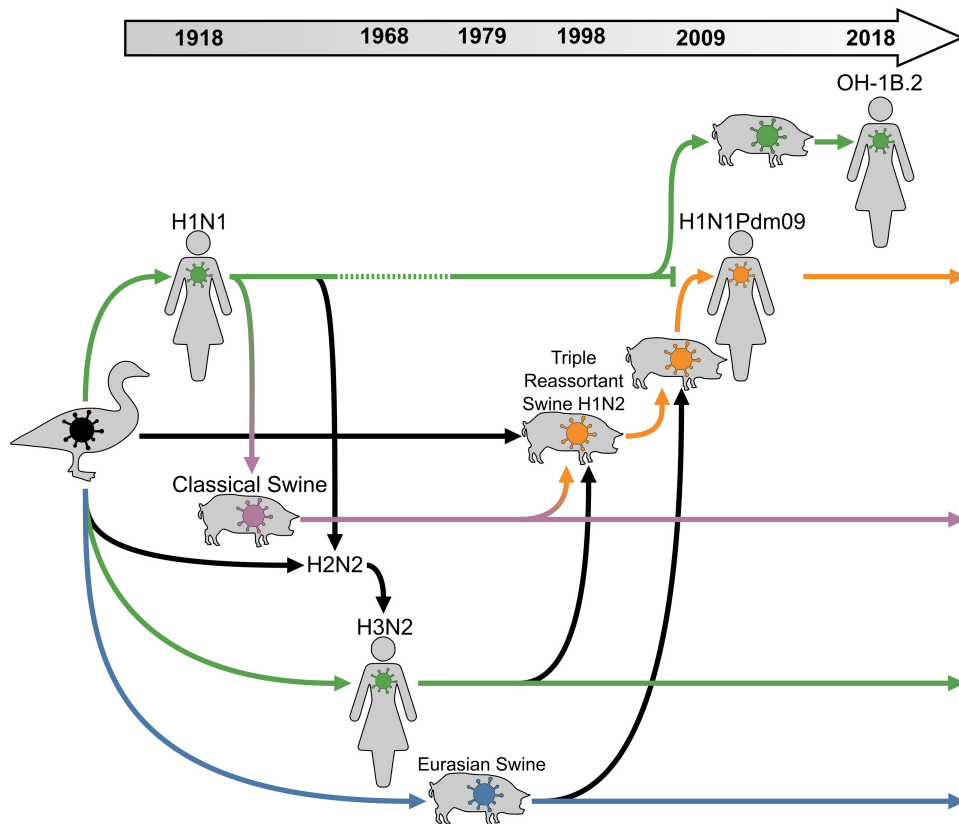 1918 1968 1979 1998 2009 2018
OH-1B.2
H1N1
H1N1Pdm09
Triple
Reassortant
Swine H1N2
Classical Swine
H2N2
H3N2
Eurasian Swine